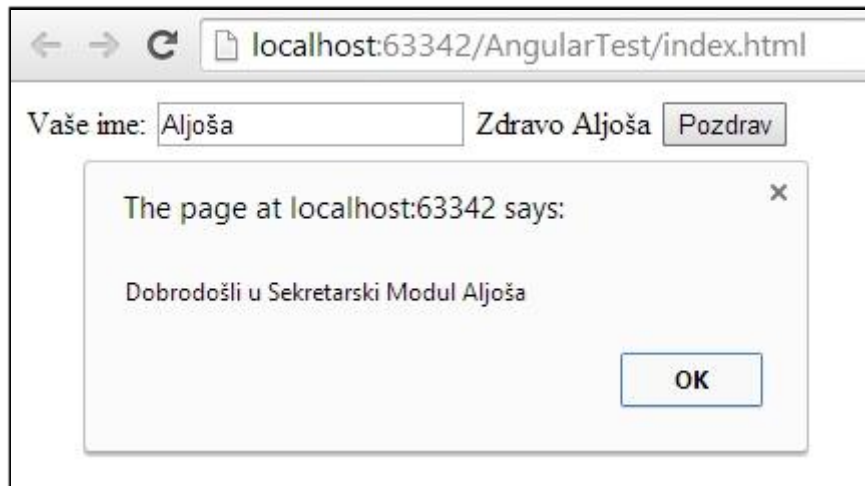 localhost:63342/AngularTest/index.html
Vaše ime: Aljoša Zdravo Aljoša Pozdrav
The page at localhost:63342 says:
Dobrodošli u Sekretarski Modul Aljoša
OK